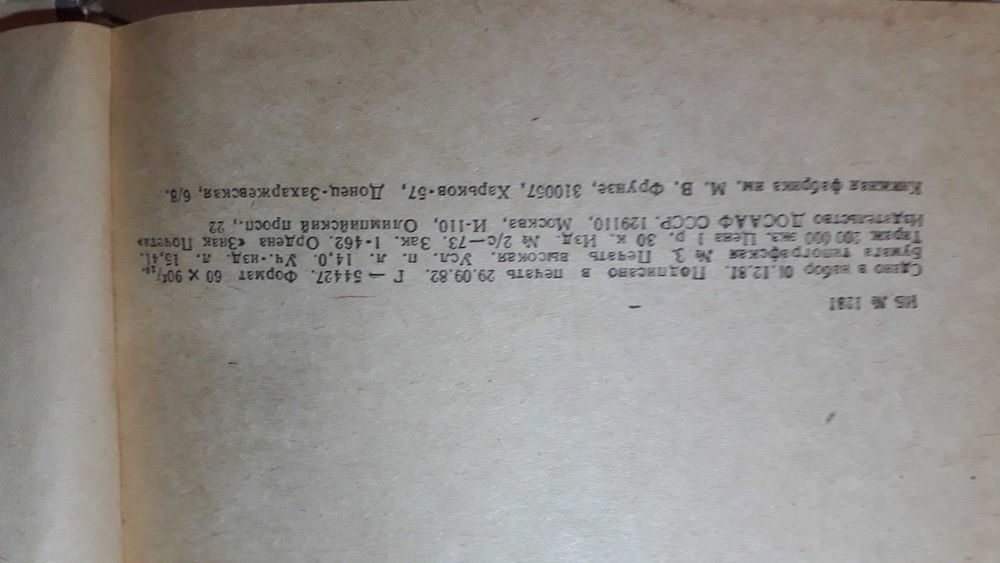 ИБ № 1281
Сдано в набор 01.12.81. Подписано в печать 29.09.82. Г — 54427. Формат 60 × 90¹/₁₆.
Бумага типографская № 3. Печать высокая. Усл. п. л. 14,0. Уч.-изд. л. 15,41.
Тираж 200 000 экз. Цена 1 р. 30 к. Изд. № 2/с—73. Зак. 1-462. Ордена «Знак Почета»
Издательство ДОСААФ СССР. 129110, Москва, И-110, Олимпийский просп., 22
Книжная фабрика им. М. В. Фрунзе, 310057, Харьков-57, Донец-Захаржевская, 6/8.